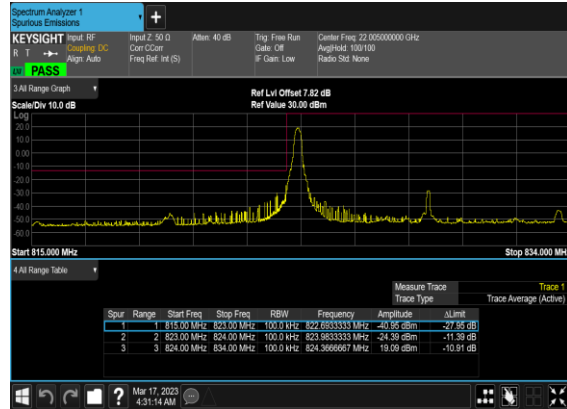 Spectrum Analyzer 1
Spurious Emissions
+
KEYSIGHT Input: RF Input Z: 50 Ω Atten: 40 dB Trig: Free Run Center Freq: 22.005000000 GHz
R T Coupling: DC Corr CCorr Gate: Off Avg|Hold: 100/100
Align: Auto Freq Ref: Int (S) IF Gain: Low Radio Std: None
PASS
3 All Range Graph
Ref Lvl Offset 7.82 dB
Scale/Div 10.0 dB Ref Value 30.00 dBm
Log
20.0
10.0
0.00
-10.0
-20.0
-30.0
-40.0
-50.0
-60.0
Start 815.000 MHz Stop 834.000 MH
4 All Range Table
Measure Trace Trace 1
Trace Type Trace Average (Active)
Spur Range Start Freq Stop Freq RBW Frequency Amplitude ΔLimit
1 1 815.00 MHz 823.00 MHz 100.0 kHz 822.6933333 MHz -40.95 dBm -27.95 dB
2 2 823.00 MHz 824.00 MHz 100.0 kHz 823.9833333 MHz -24.39 dBm -11.39 dB
3 3 824.00 MHz 834.00 MHz 100.0 kHz 824.3666667 MHz 19.09 dBm -10.91 dB
? Mar 17, 2023
4:31:14 AM